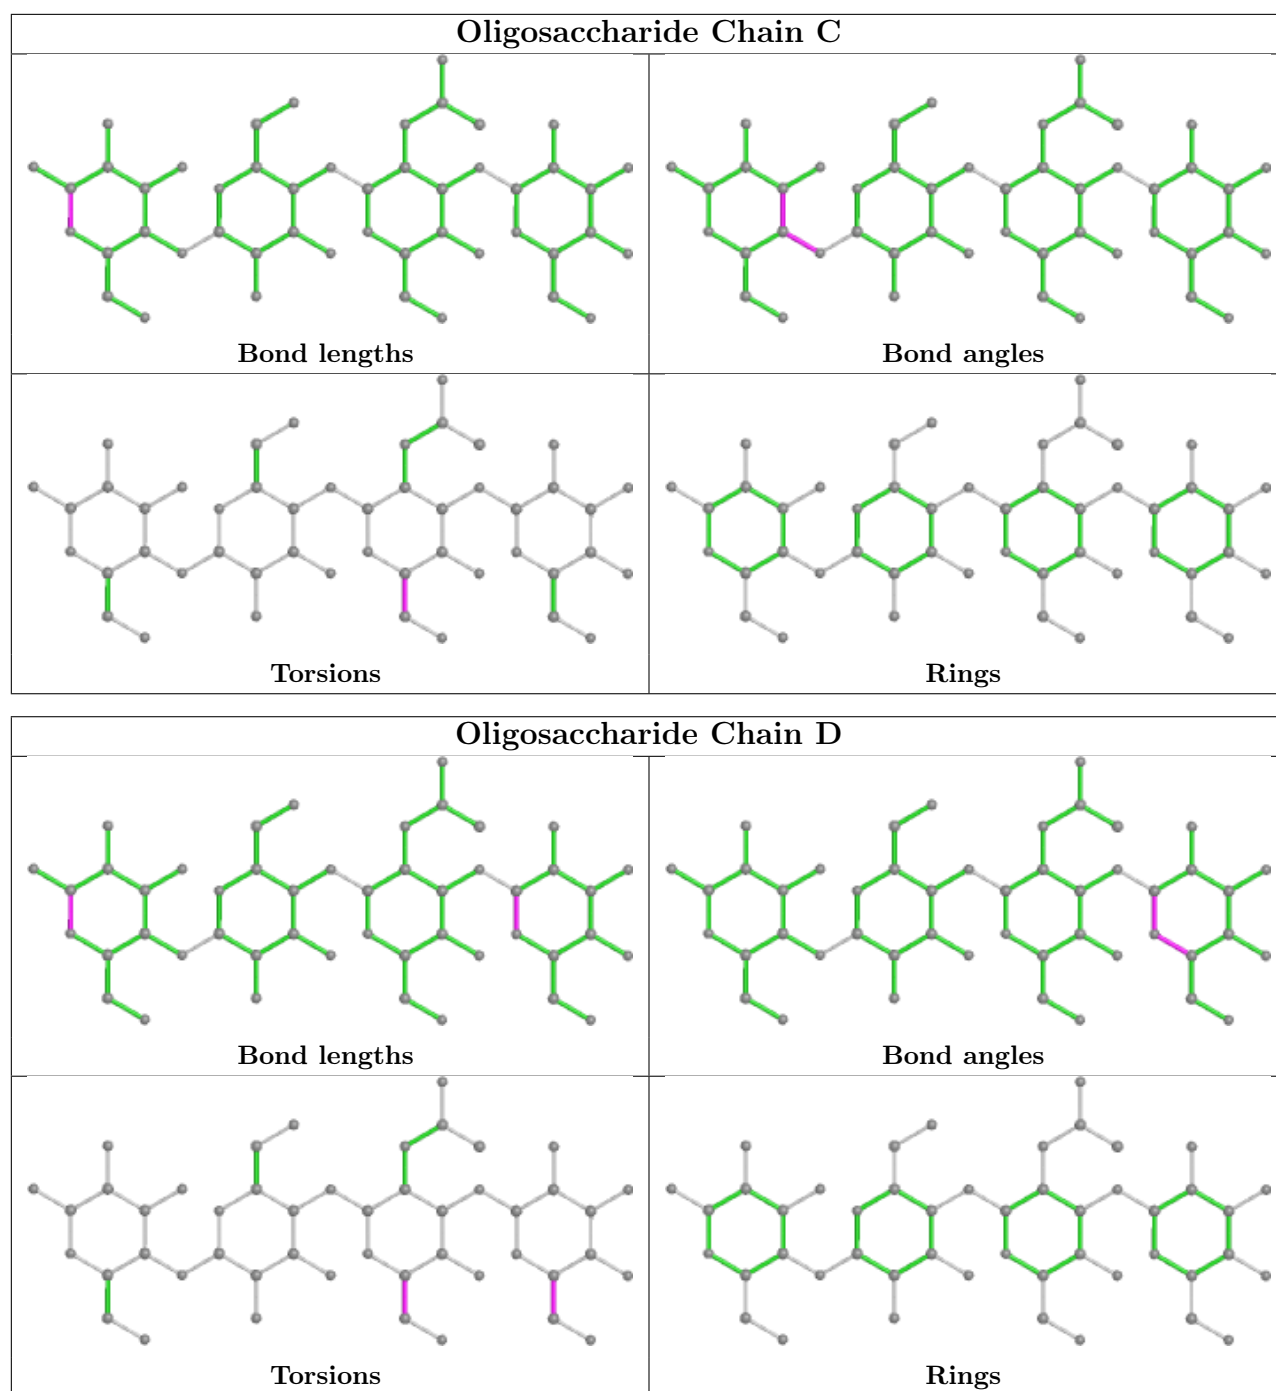 Oligosaccharide Chain C
Bond lengths
Bond angles
Torsions
Rings
Oligosaccharide Chain D
Bond lengths
Bond angles
Torsions
Rings